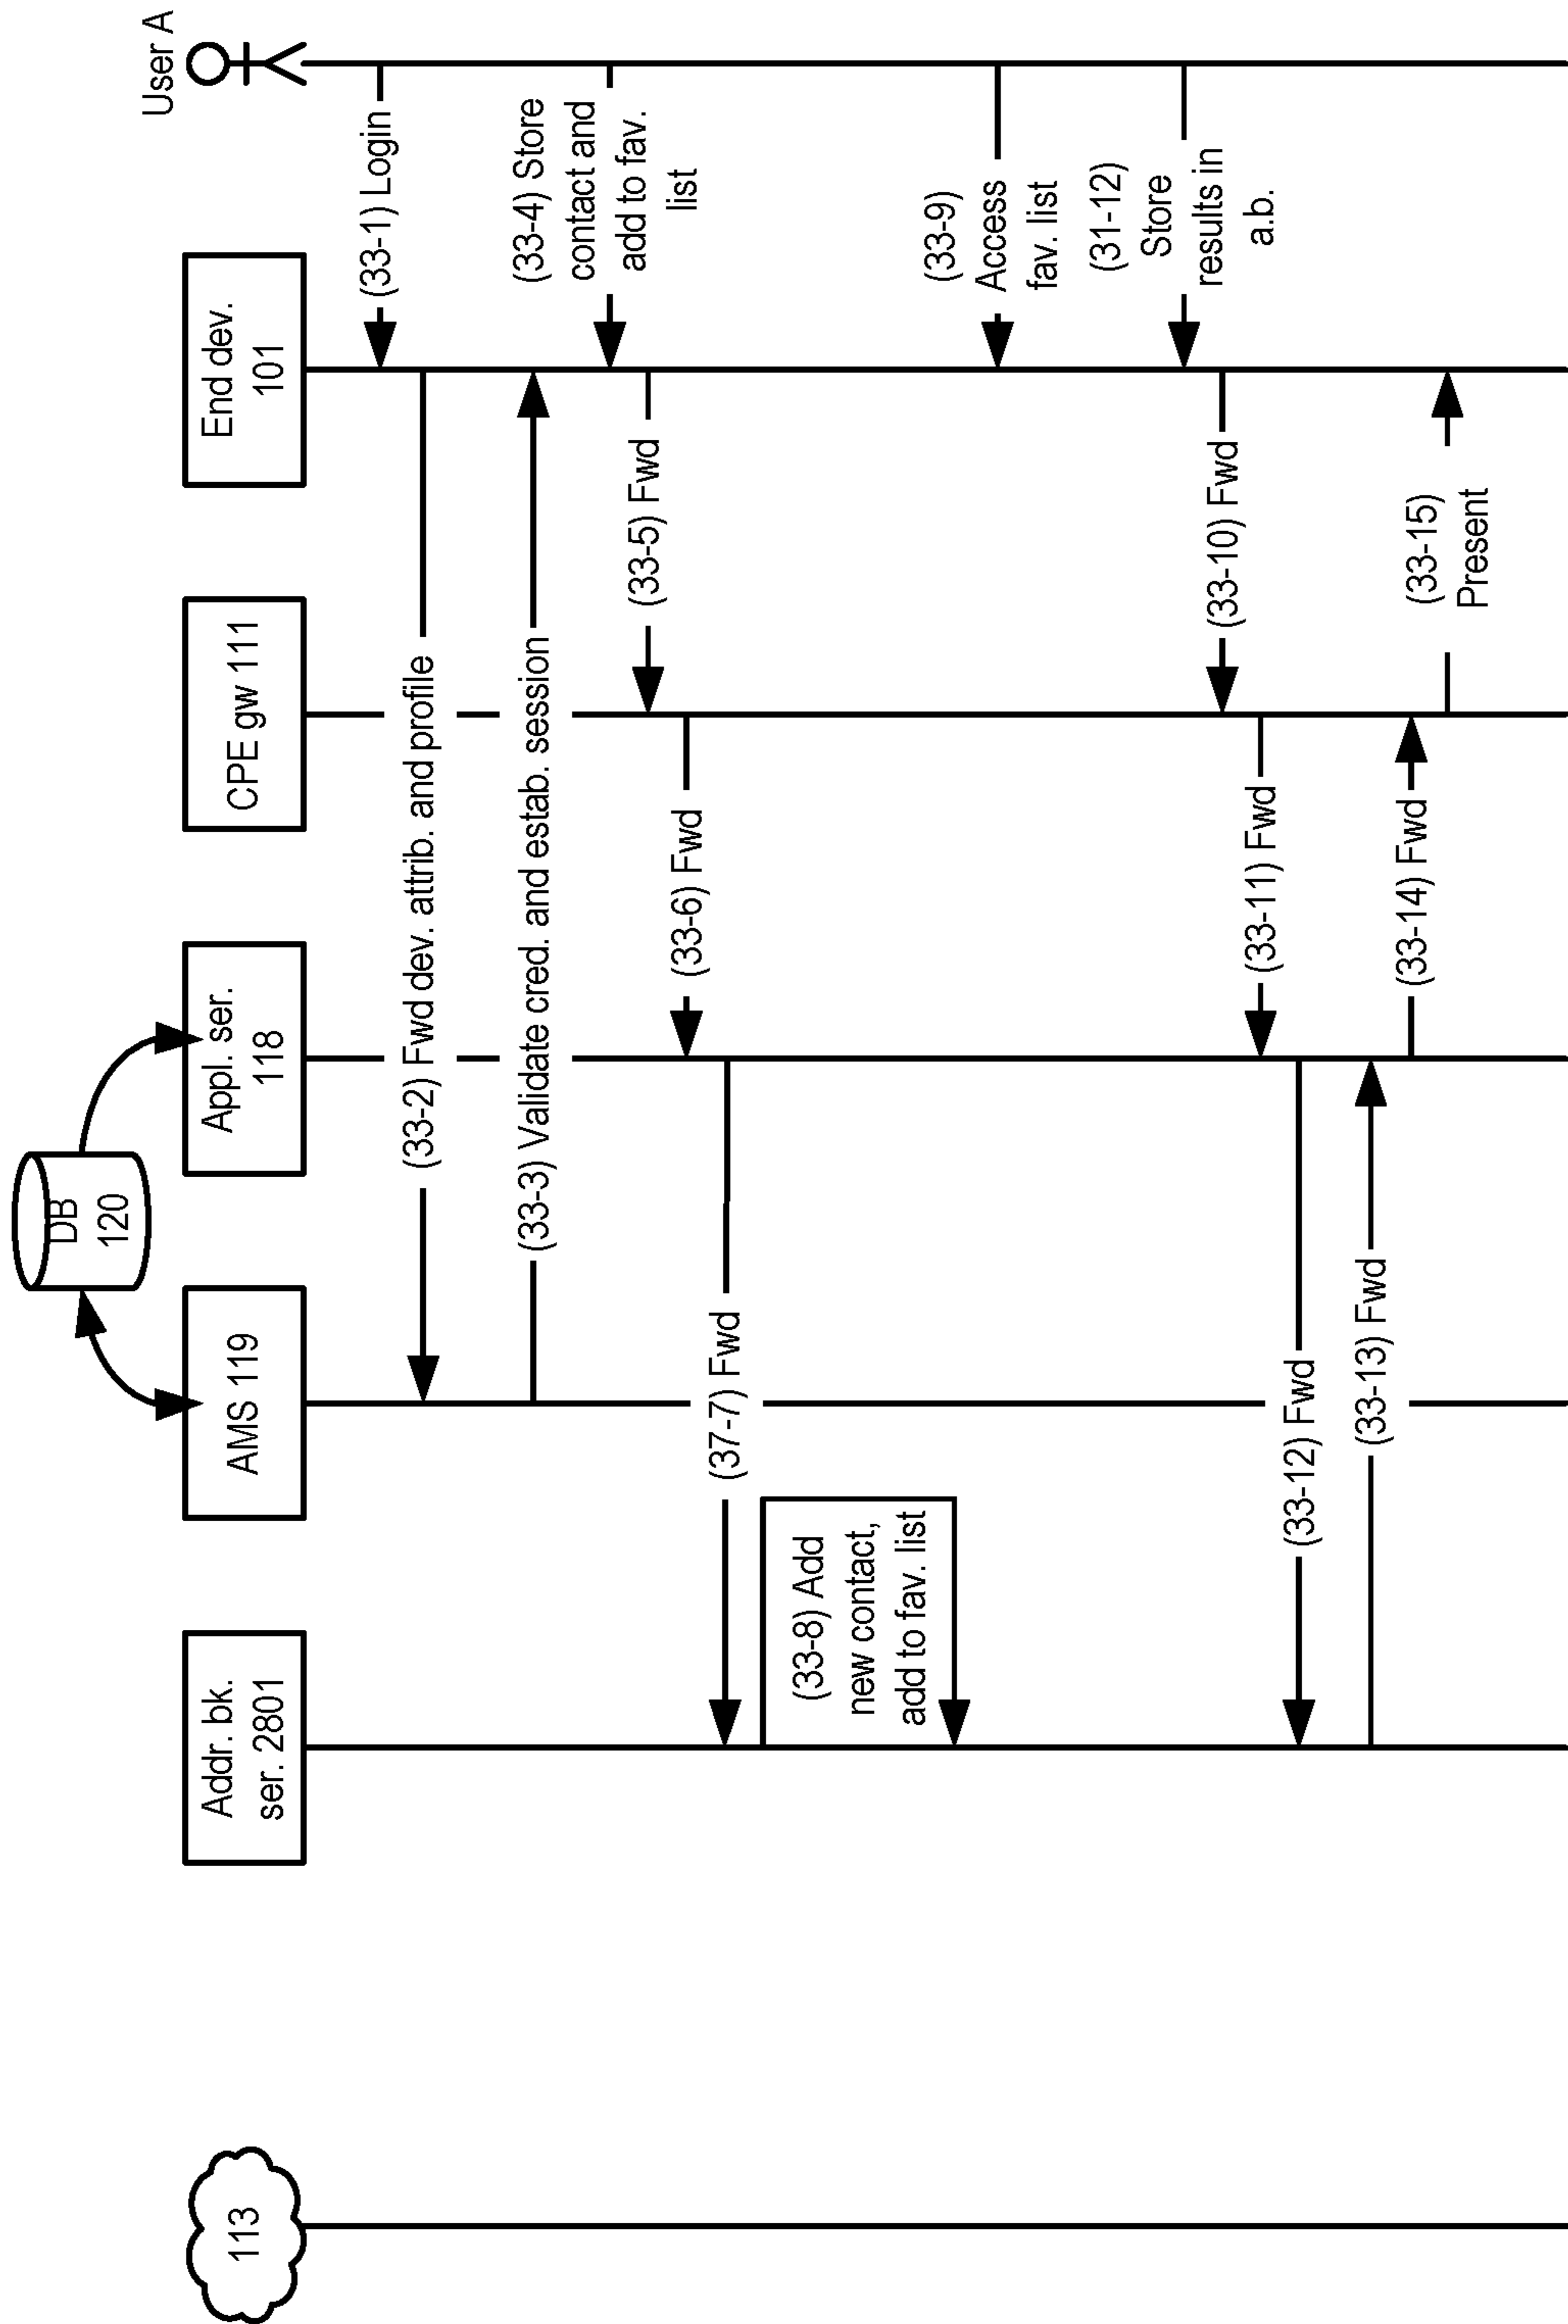 User A
DB
120
113
Addr. bk.
ser. 2801
AMS 119
Appl. ser.
118
CPE gw 111
End dev.
101
(33-1) Login
(33-2) Fwd dev. attrib. and profile
(33-3) Validate cred. and estab. session
(33-4) Store
contact and
add to fav.
list
(33-5) Fwd
(33-6) Fwd
(37-7) Fwd
(33-8) Add
new contact,
add to fav. list
(33-9)
Access
fav. list
(31-12)
Store
results in
a.b.
(33-10) Fwd
(33-11) Fwd
(33-12) Fwd
(33-13) Fwd
(33-14) Fwd
(33-15)
Present